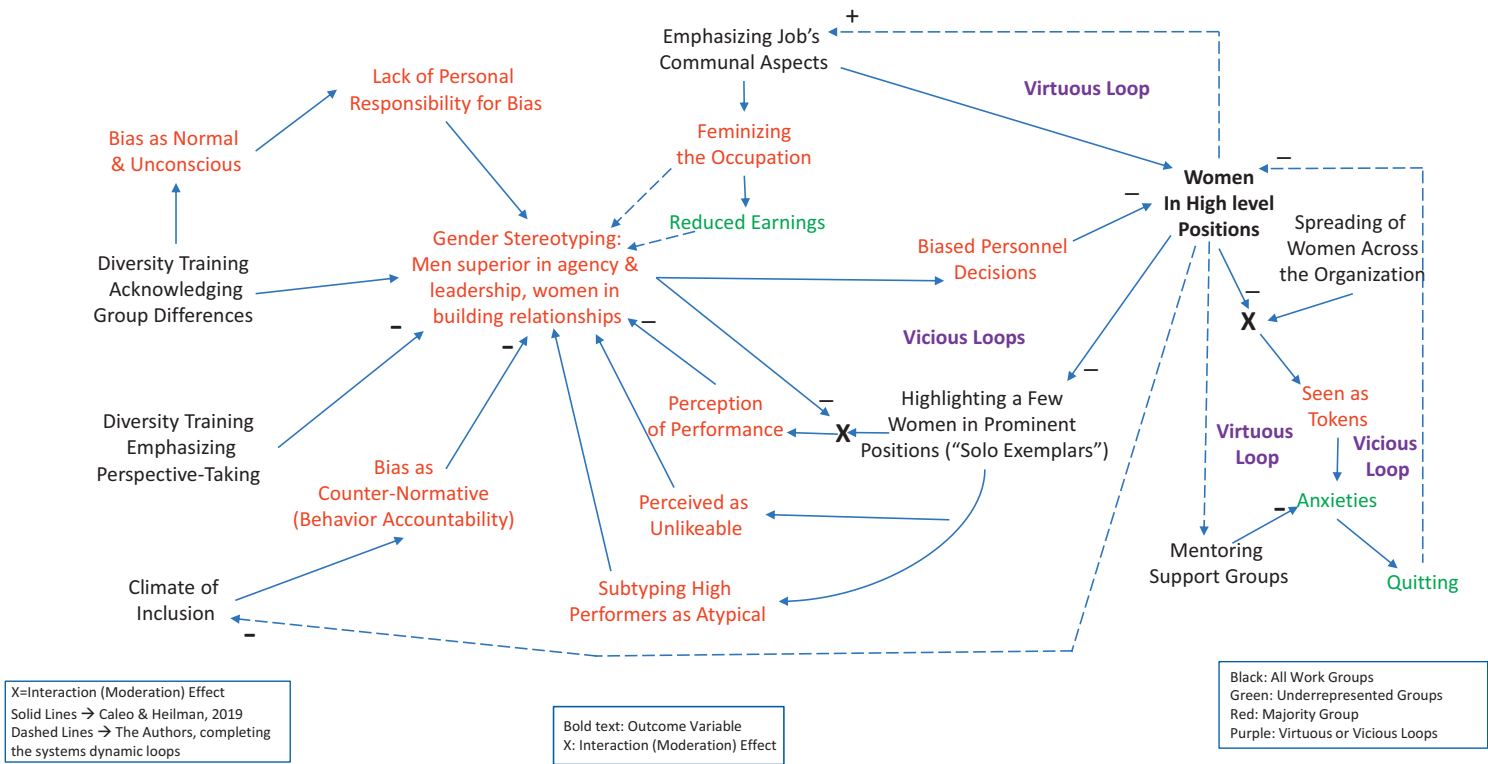 +
Emphasizing Job's
Communal Aspects
Lack of Personal
Responsibility for Bias
Virtuous Loop
Bias as Normal
& Unconscious
Feminizing
the Occupation
–
Women
In High level
Positions
–
Reduced Earnings
Spreading of
Women Across
the Organization
Gender Stereotyping:
Men superior in agency &
leadership, women in
building relationships
Biased Personnel
Decisions
Diversity Training
Acknowledging
Group Differences
–
X
-
–
-
Vicious Loops
–
–
Highlighting a Few
Women in Prominent
Positions ("Solo Exemplars")
X
Perception
of Performance
Seen as
Tokens
Diversity Training
Emphasizing
Perspective-Taking
Virtuous
Loop
Vicious
Loop
Bias as
Counter-Normative
(Behavior Accountability)
Perceived as
Unlikeable
Anxieties
-
Mentoring
Support Groups
Quitting
Climate of
Inclusion
Subtyping High
Performers as Atypical
-
X=Interaction (Moderation) Effect
Solid Lines → Caleo & Heilman, 2019
Dashed Lines → The Authors, completing
the systems dynamic loops
Bold text: Outcome Variable
X: Interaction (Moderation) Effect
Black: All Work Groups
Green: Underrepresented Groups
Red: Majority Group
Purple: Virtuous or Vicious Loops